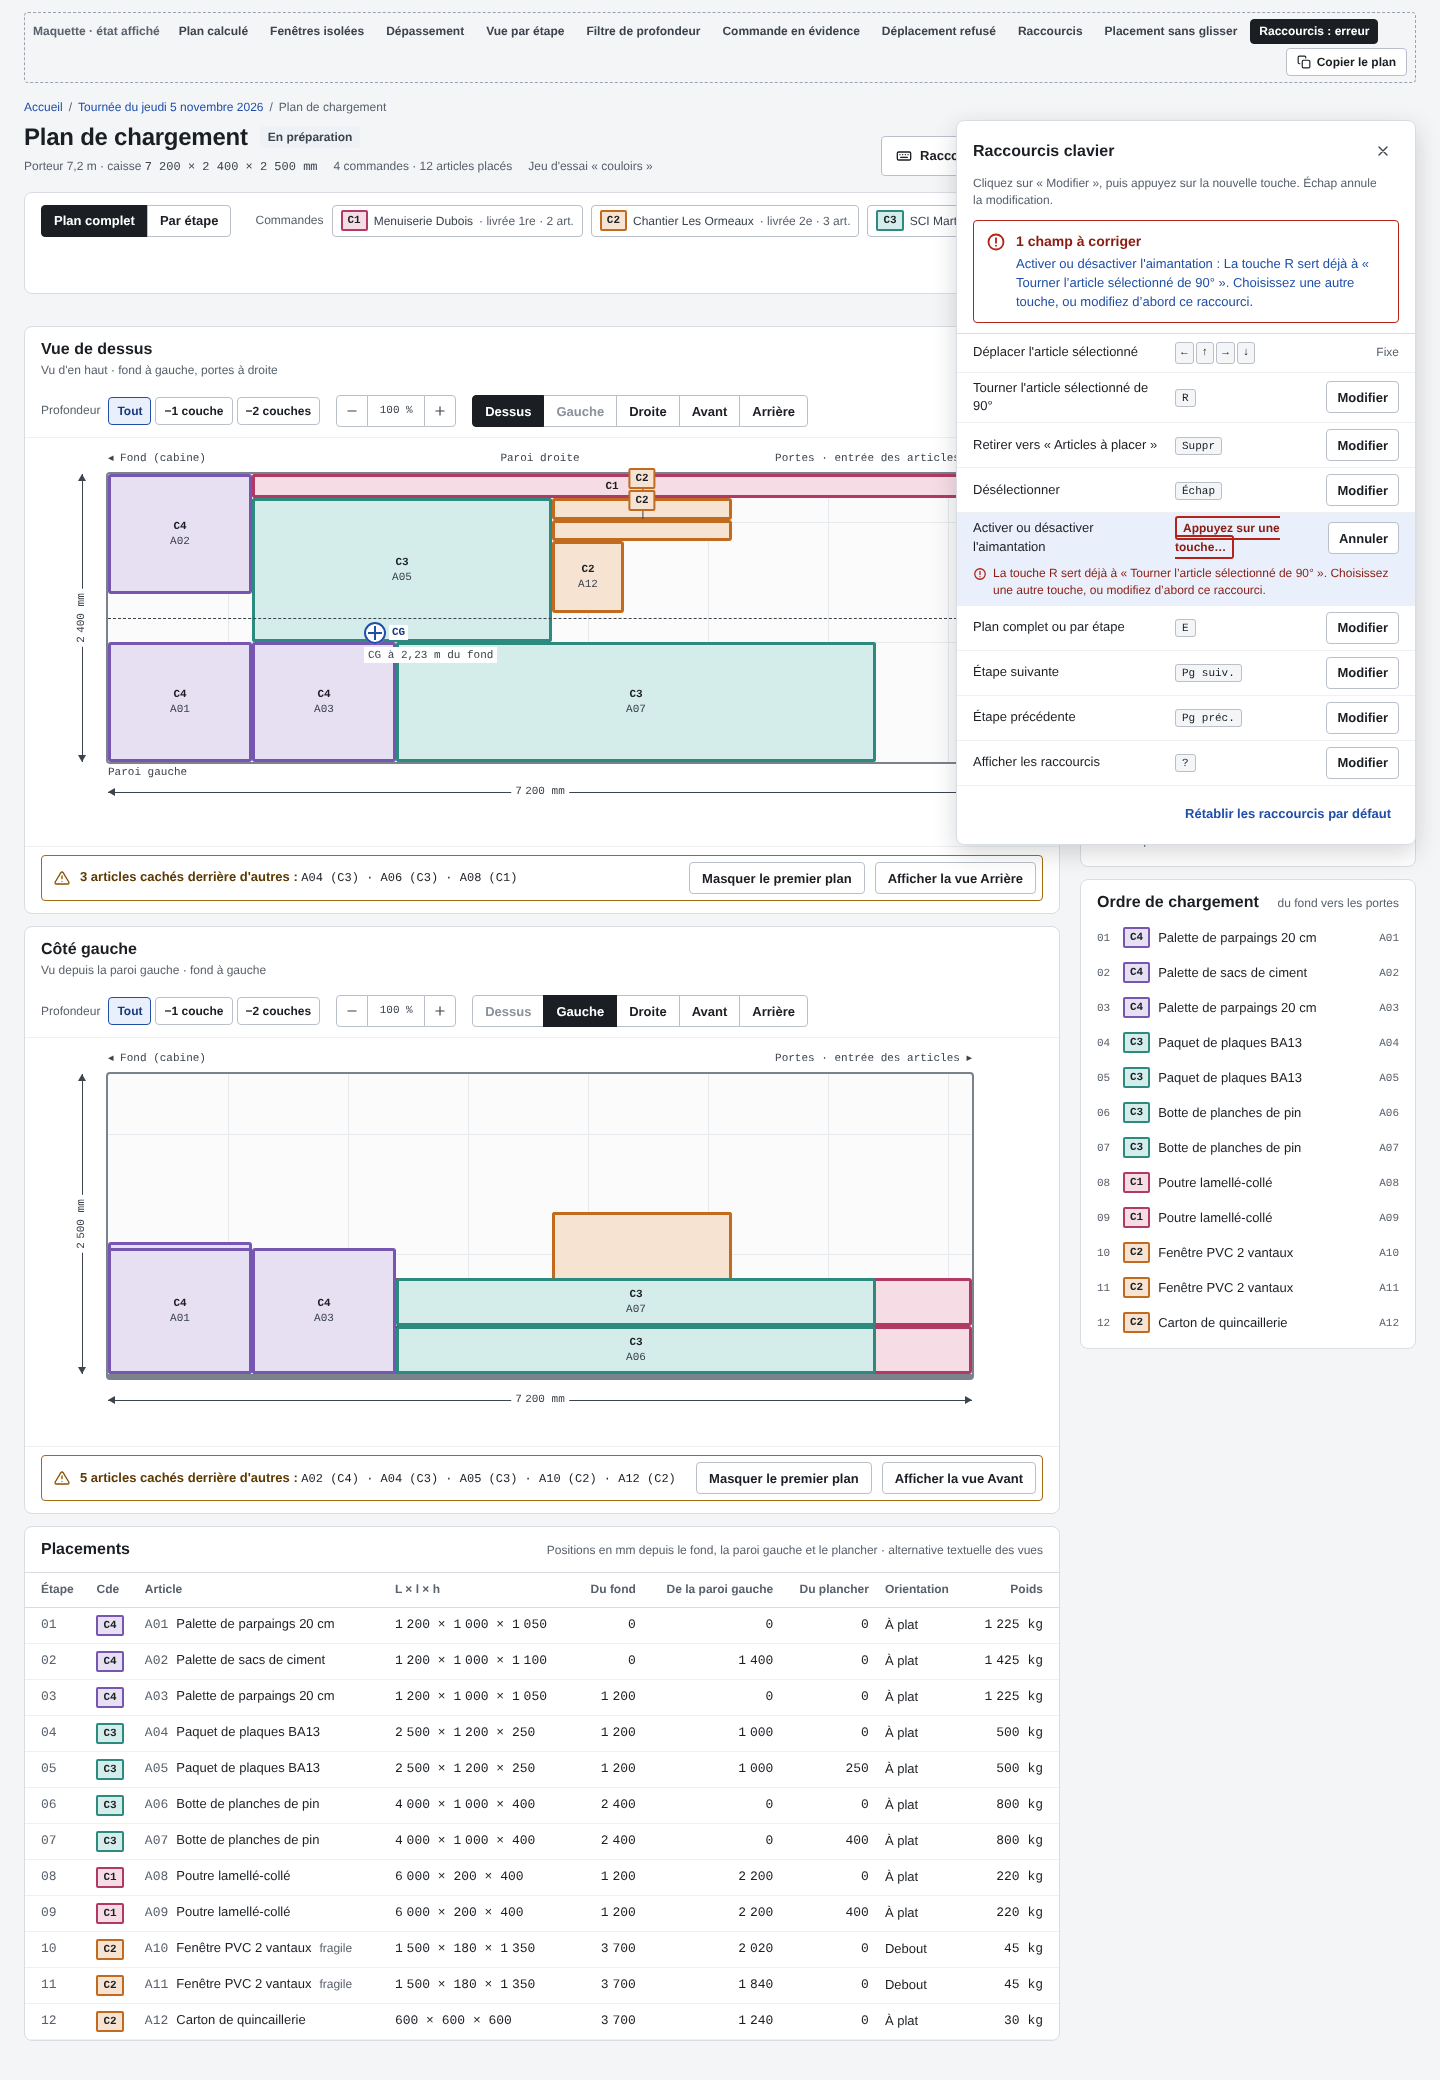 Maquette · état affiché Plan calculé Fenêtres isolées Dépassement Vue par étape Filtre de profondeur Commande en évidence Déplacement refusé Raccourcis Placement sans glisser Raccourcis : erreur
Copier le plan
Accueil / Tournée du jeudi 5 novembre 2026 / Plan de chargement
Plan de chargement En préparation
Porteur 7,2 m · caisse 7 200 × 2 400 × 2 500 mm 4 commandes · 12 articles placés Jeu d'essai « couloirs »
Plan complet Par étape Commandes C1 Menuiserie Dubois · livrée 1re · 2 art. C2 Chantier Les Ormeaux · livrée 2e · 3 art. C3
Raccourcis clavier
Cliquez sur « Modifier », puis appuyez sur la nouvelle touche. Échap annule
la modification.
1 champ à corriger
Activer ou désactiver l'aimantation : La touche R sert déjà à «
Tourner l'article sélectionné de 90° ». Choisissez une autre
touche, ou modifiez d'abord ce raccourci.
Déplacer l'article sélectionné ← ↑ → ↓ Fixe
Tourner l'article sélectionné de
90° R Modifier
Retirer vers « Articles à placer » Suppr Modifier
Désélectionner Échap Modifier
Activer ou désactiver
l'aimantation
Appuyez sur une
touche…
Annuler
La touche R sert déjà à « Tourner l'article sélectionné de 90° ». Choisissez
une autre touche, ou modifiez d'abord ce raccourci.
Plan complet ou par étape E Modifier
Étape suivante Pg suiv. Modifier
Étape précédente Pg préc. Modifier
Afficher les raccourcis ? Modifier
Rétablir les raccourcis par défaut
Vue de dessus
Vu d'en haut · fond à gauche, portes à droite
Profondeur Tout −1 couche −2 couches − 100 % + Dessus Gauche Droite Avant Arrière
◄ Fond (cabine) Paroi droite Portes · entrée des articles
C1
C2
C2
C4
A02
C3
A05
C2
A12
2 400 mm
CG
CG à 2,23 m du fond
C4
A01
C4
A03
C3
A07
Paroi gauche
7 200 mm
3 articles cachés derrière d'autres : A04 (C3) · A06 (C3) · A08 (C1) Masquer le premier plan Afficher la vue Arrière
Côté gauche
Vu depuis la paroi gauche · fond à gauche
Profondeur Tout −1 couche −2 couches − 100 % + Dessus Gauche Droite Avant Arrière
◄ Fond (cabine) Portes · entrée des articles ►
2 500 mm
C4
A01
C4
A03
C3
A07
C3
A06
7 200 mm
5 articles cachés derrière d'autres : A02 (C4) · A04 (C3) · A05 (C3) · A10 (C2) · A12 (C2) Masquer le premier plan Afficher la vue Avant
Ordre de chargement du fond vers les portes
01 C4 Palette de parpaings 20 cm A01
02 C4 Palette de sacs de ciment A02
03 C4 Palette de parpaings 20 cm A03
04 C3 Paquet de plaques BA13 A04
05 C3 Paquet de plaques BA13 A05
06 C3 Botte de planches de pin A06
07 C3 Botte de planches de pin A07
08 C1 Poutre lamellé-collé A08
09 C1 Poutre lamellé-collé A09
10 C2 Fenêtre PVC 2 vantaux A10
11 C2 Fenêtre PVC 2 vantaux A11
12 C2 Carton de quincaillerie A12
Placements Positions en mm depuis le fond, la paroi gauche et le plancher · alternative textuelle des vues
Étape Cde Article L × l × h Du fond De la paroi gauche Du plancher Orientation Poids
01 C4 A01 Palette de parpaings 20 cm 1 200 × 1 000 × 1 050 0 0 0 À plat 1 225 kg
02 C4 A02 Palette de sacs de ciment 1 200 × 1 000 × 1 100 0 1 400 0 À plat 1 425 kg
03 C4 A03 Palette de parpaings 20 cm 1 200 × 1 000 × 1 050 1 200 0 0 À plat 1 225 kg
04 C3 A04 Paquet de plaques BA13 2 500 × 1 200 × 250 1 200 1 000 0 À plat 500 kg
05 C3 A05 Paquet de plaques BA13 2 500 × 1 200 × 250 1 200 1 000 250 À plat 500 kg
06 C3 A06 Botte de planches de pin 4 000 × 1 000 × 400 2 400 0 0 À plat 800 kg
07 C3 A07 Botte de planches de pin 4 000 × 1 000 × 400 2 400 0 400 À plat 800 kg
08 C1 A08 Poutre lamellé-collé 6 000 × 200 × 400 1 200 2 200 0 À plat 220 kg
09 C1 A09 Poutre lamellé-collé 6 000 × 200 × 400 1 200 2 200 400 À plat 220 kg
10 C2 A10 Fenêtre PVC 2 vantaux fragile 1 500 × 180 × 1 350 3 700 2 020 0 Debout 45 kg
11 C2 A11 Fenêtre PVC 2 vantaux fragile 1 500 × 180 × 1 350 3 700 1 840 0 Debout 45 kg
12 C2 A12 Carton de quincaillerie 600 × 600 × 600 3 700 1 240 0 À plat 30 kg